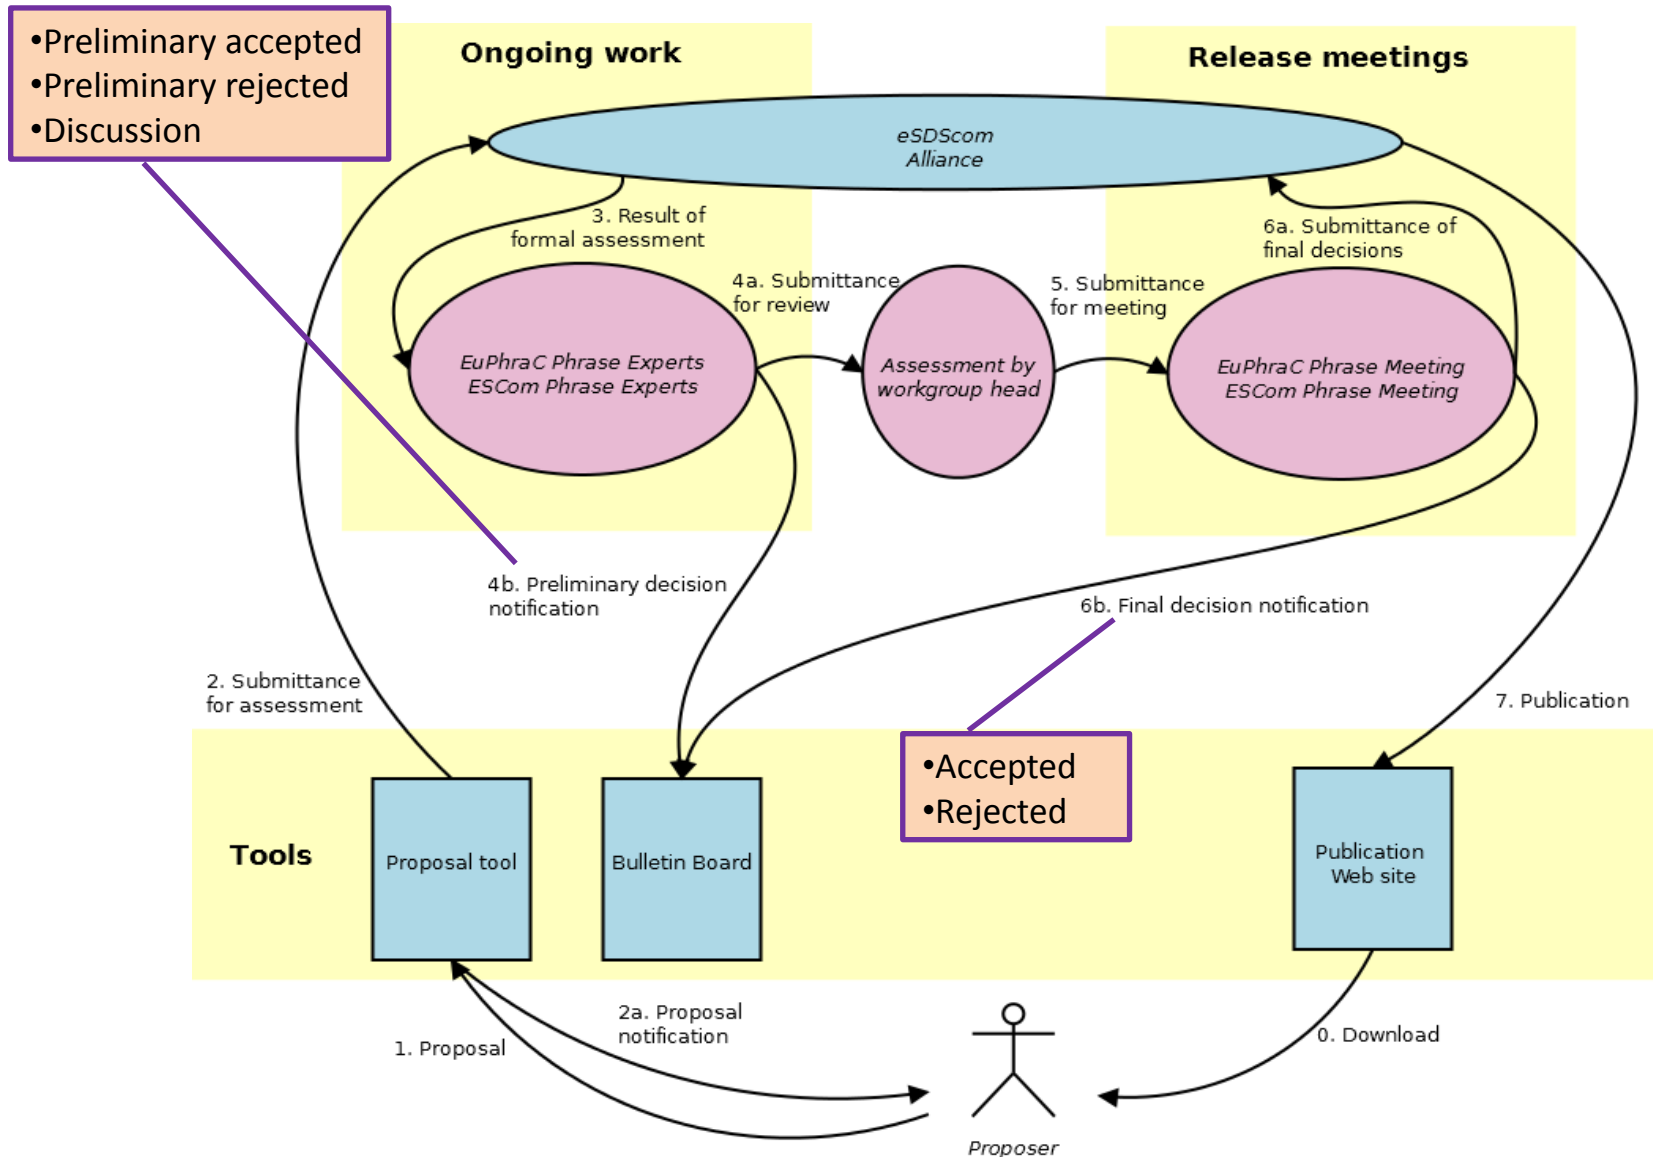 •Preliminary accepted
•Preliminary rejected
•Discussion
Ongoing work
Release meetings
eSDScom
Alliance
3. Result of
formal assessment
6a. Submittance of
final decisions
4a. Submittance
for review
5. Submittance
for meeting
EuPhraC Phrase Experts
ESCom Phrase Experts
Assessment by
workgroup head
EuPhraC Phrase Meeting
ESCom Phrase Meeting
4b. Preliminary decision
notification
6b. Final decision notification
2. Submittance
for assessment
7. Publication
•Accepted
•Rejected
Tools
Proposal tool
Bulletin Board
Publication
Web site
2a. Proposal
notification
1. Proposal
0. Download
Proposer